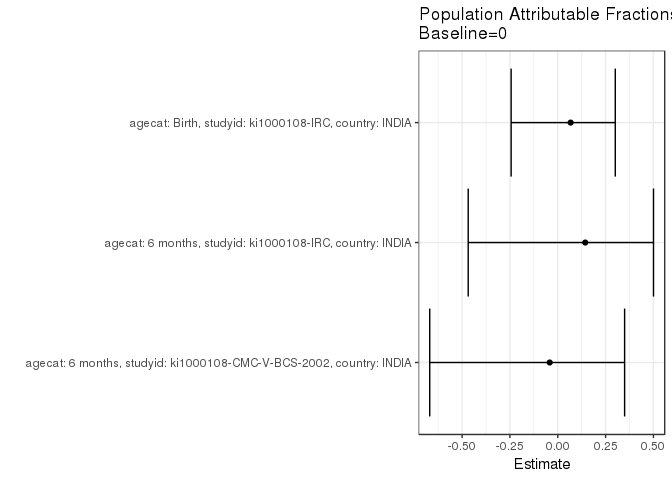 Population Attributable Fractions
Baseline=0
agecat: Birth, studyid: ki1000108-IRC, country: INDIA
agecat: 6 months, studyid: ki1000108-IRC, country: INDIA
agecat: 6 months, studyid: ki1000108-CMC-V-BCS-2002, country: INDIA
-0.50 -0.25 0.00 0.25 0.50
Estimate